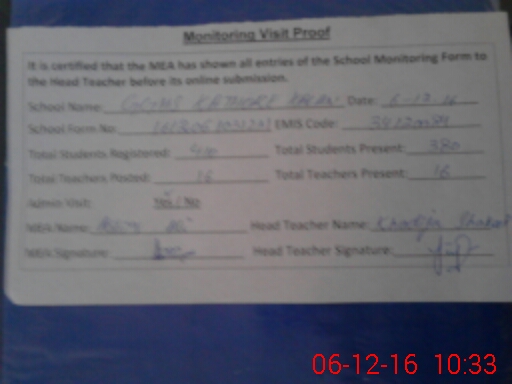 Monitoring Visit Proof
It is certified that the MEA has shown all entries of the School Monitoring Form to
the Head Teacher before its online submission.
School Name: Date: 6-12-16
School Form No: EMIS Code:
Total Students Registered: Total Students Present: 380
Total Teachers Posted: 16 Total Teachers Present: 16
Admin Visit: Yes / No
MEA Name: Head Teacher Name: Khadija
MEA Signature: Head Teacher Signature:
06-12-16 10:33